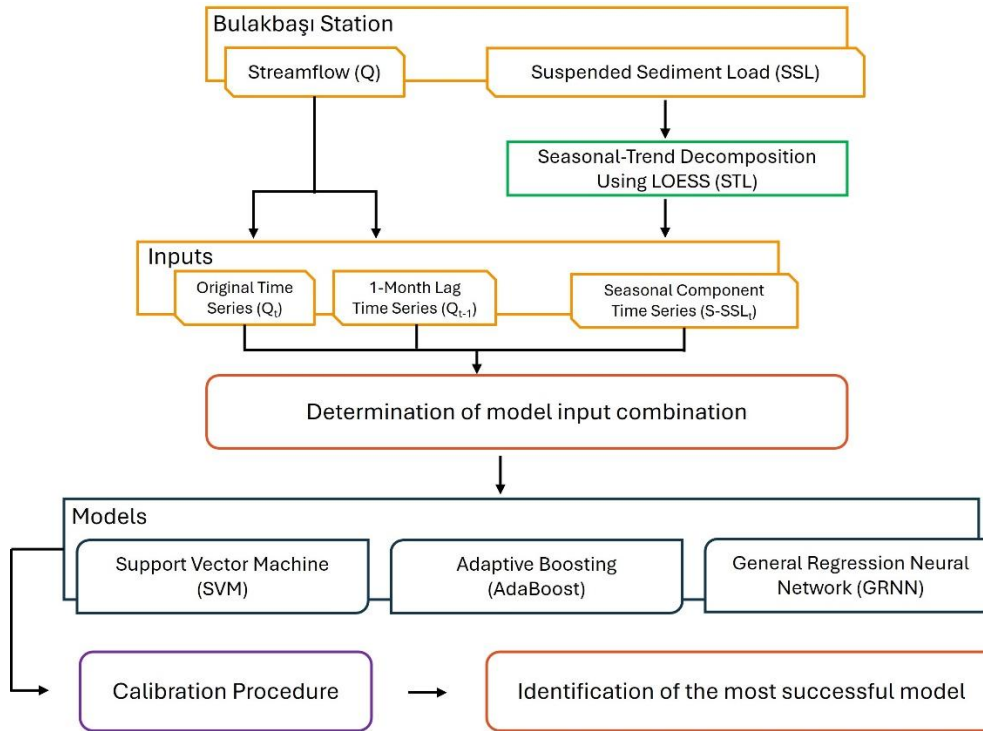 Bulakbaşı Station
Streamflow (Q)
Suspended Sediment Load (SSL)
Seasonal-Trend Decomposition
Using LOESS (STL)
Inputs
Original Time
Series (Qt)
1-Month Lag
Time Series (Qt-1)
Seasonal Component
Time Series (S-SSLt)
Determination of model input combination
Models
Support Vector Machine
(SVM)
Adaptive Boosting
(AdaBoost)
General Regression Neural
Network (GRNN)
Calibration Procedure
Identification of the most successful model